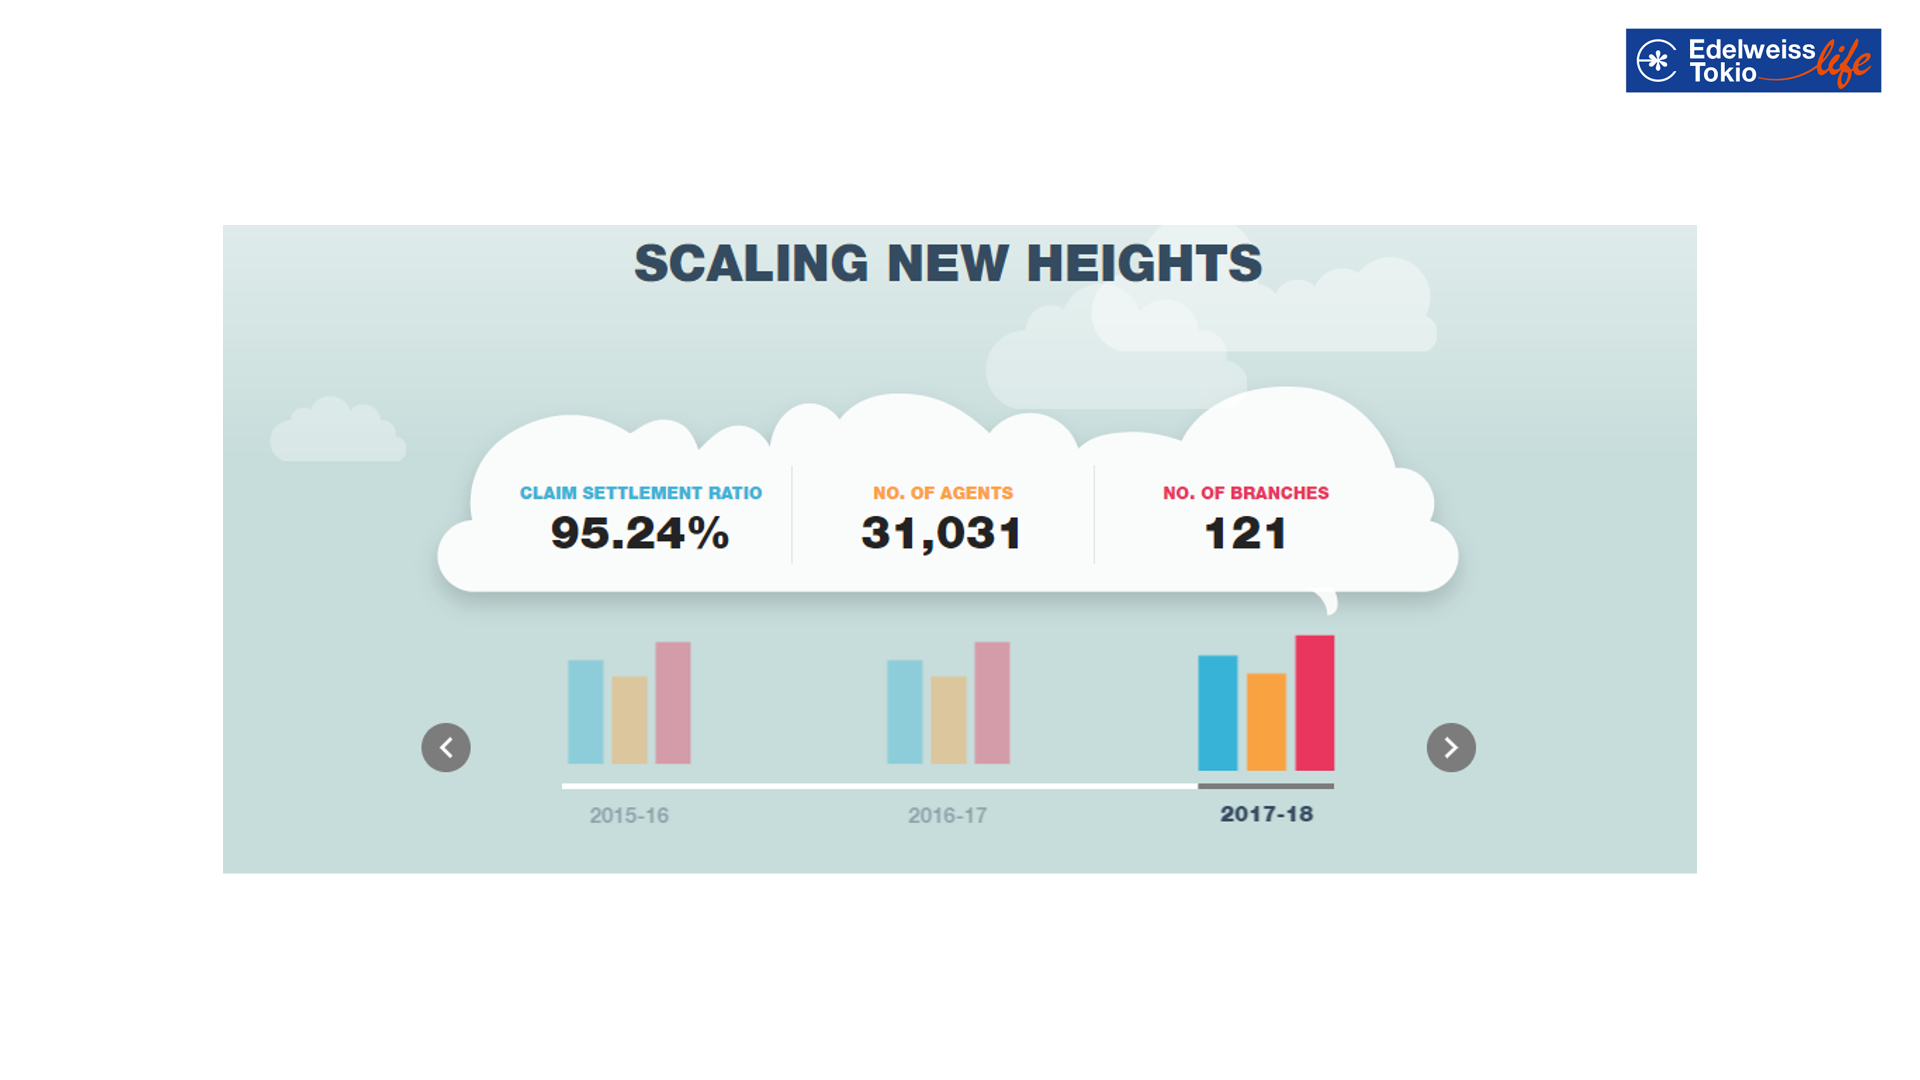 Edelweiss
Tokio life
SCALING NEW HEIGHTS
CLAIM SETTLEMENT RATIO
95.24%
NO. OF AGENTS
31,031
NO. OF BRANCHES
121
2015-16
2016-17
2017-18